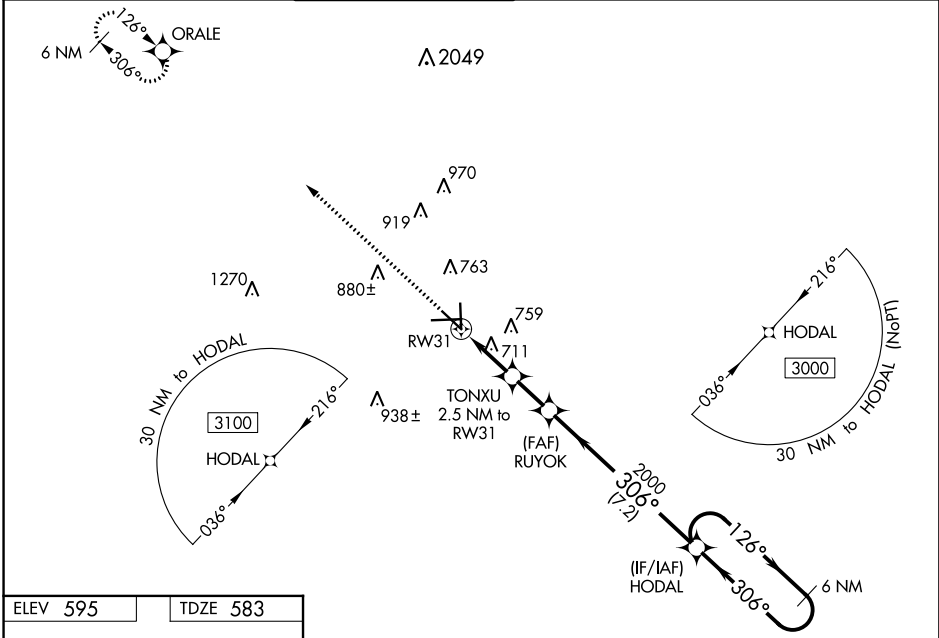 126°
ORALE
6 NM
306°
2049
970
919
763
1270
880±
759
RW31
711
TONXU
2.5 NM to
RW31
938±
(FAF)
RUYOK
2000
306°
(7.2)
(IF/IAF)
HODAL
126°
306°
6 NM
30 NM to HODAL
3100
216°
HODAL
036°
216°
HODAL
3000
036°
30 NM to HODAL (NoPT)
ELEV 595
TDZE 583